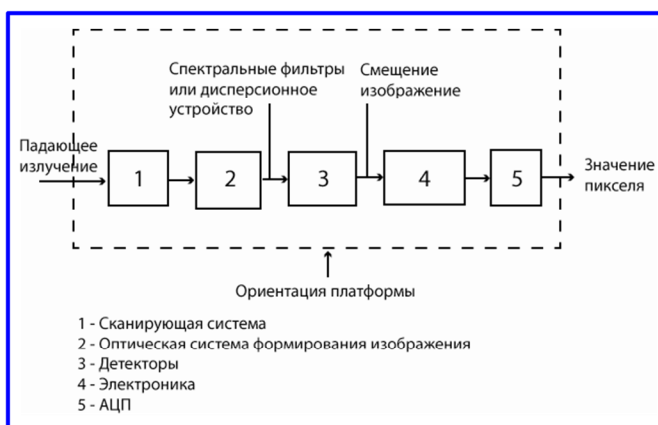 Спектральные фильтры
или дисперсионное
устройство
Смещение
изображение
Падающее
излучение
1
2
3
4
5
Значение
пикселя
Ориентация платформы
1 - Сканирующая система
2 - Оптическая система формирования изображения
3 - Детекторы
4 - Электроника
5 - АЦП